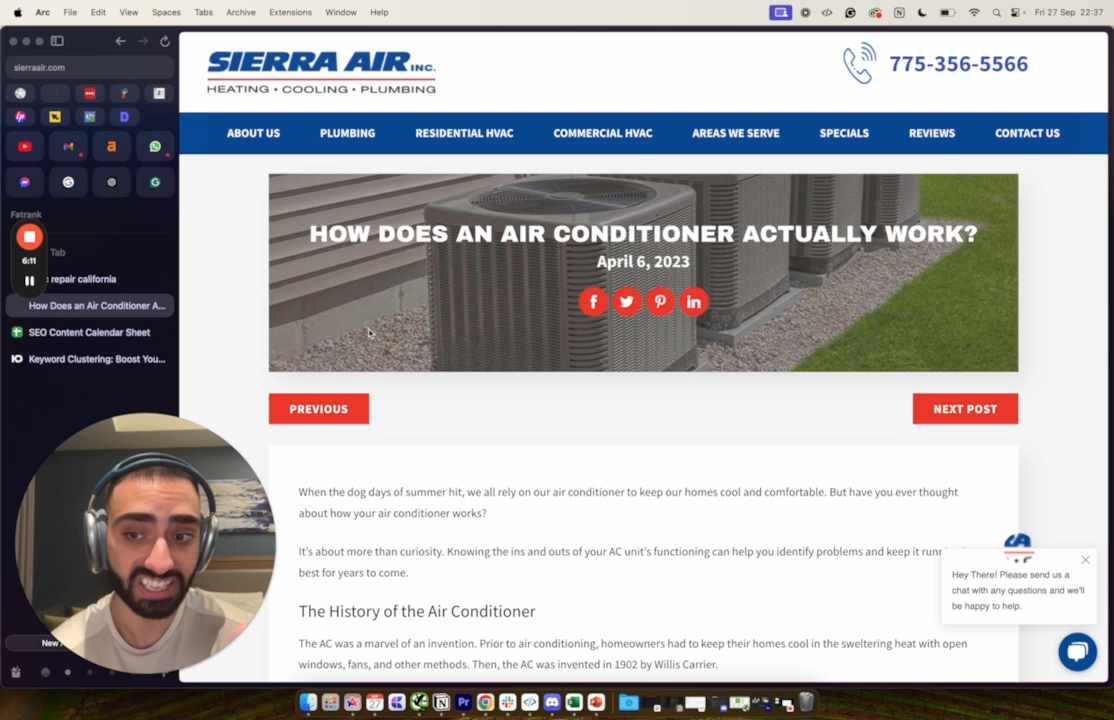 Arc File Edit View Spaces Tabs Archive Extensions Window Help Fri 27 Sep 22:37
sierraair.com
Fatrank
6:11
Tab
repair california
How Does an Air Conditioner A...
SEO Content Calendar Sheet
Keyword Clustering: Boost You...
New
SIERRA AIR INC.
HEATING • COOLING • PLUMBING
775-356-5566
ABOUT US PLUMBING RESIDENTIAL HVAC COMMERCIAL HVAC AREAS WE SERVE SPECIALS REVIEWS CONTACT US
HOW DOES AN AIR CONDITIONER ACTUALLY WORK?
April 6, 2023
PREVIOUS
NEXT POST
When the dog days of summer hit, we all rely on our air conditioner to keep our homes cool and comfortable. But have you ever thought
about how your air conditioner works?
It's about more than curiosity. Knowing the ins and outs of your AC unit's functioning can help you identify problems and keep it
best for years to come.
The History of the Air Conditioner
The AC was a marvel of an invention. Prior to air conditioning, homeowners had to keep their homes cool in the sweltering heat with open
windows, fans, and other methods. Then, the AC was invented in 1902 by Willis Carrier.
Hey There! Please send us a
chat with any questions and we'll
be happy to help.